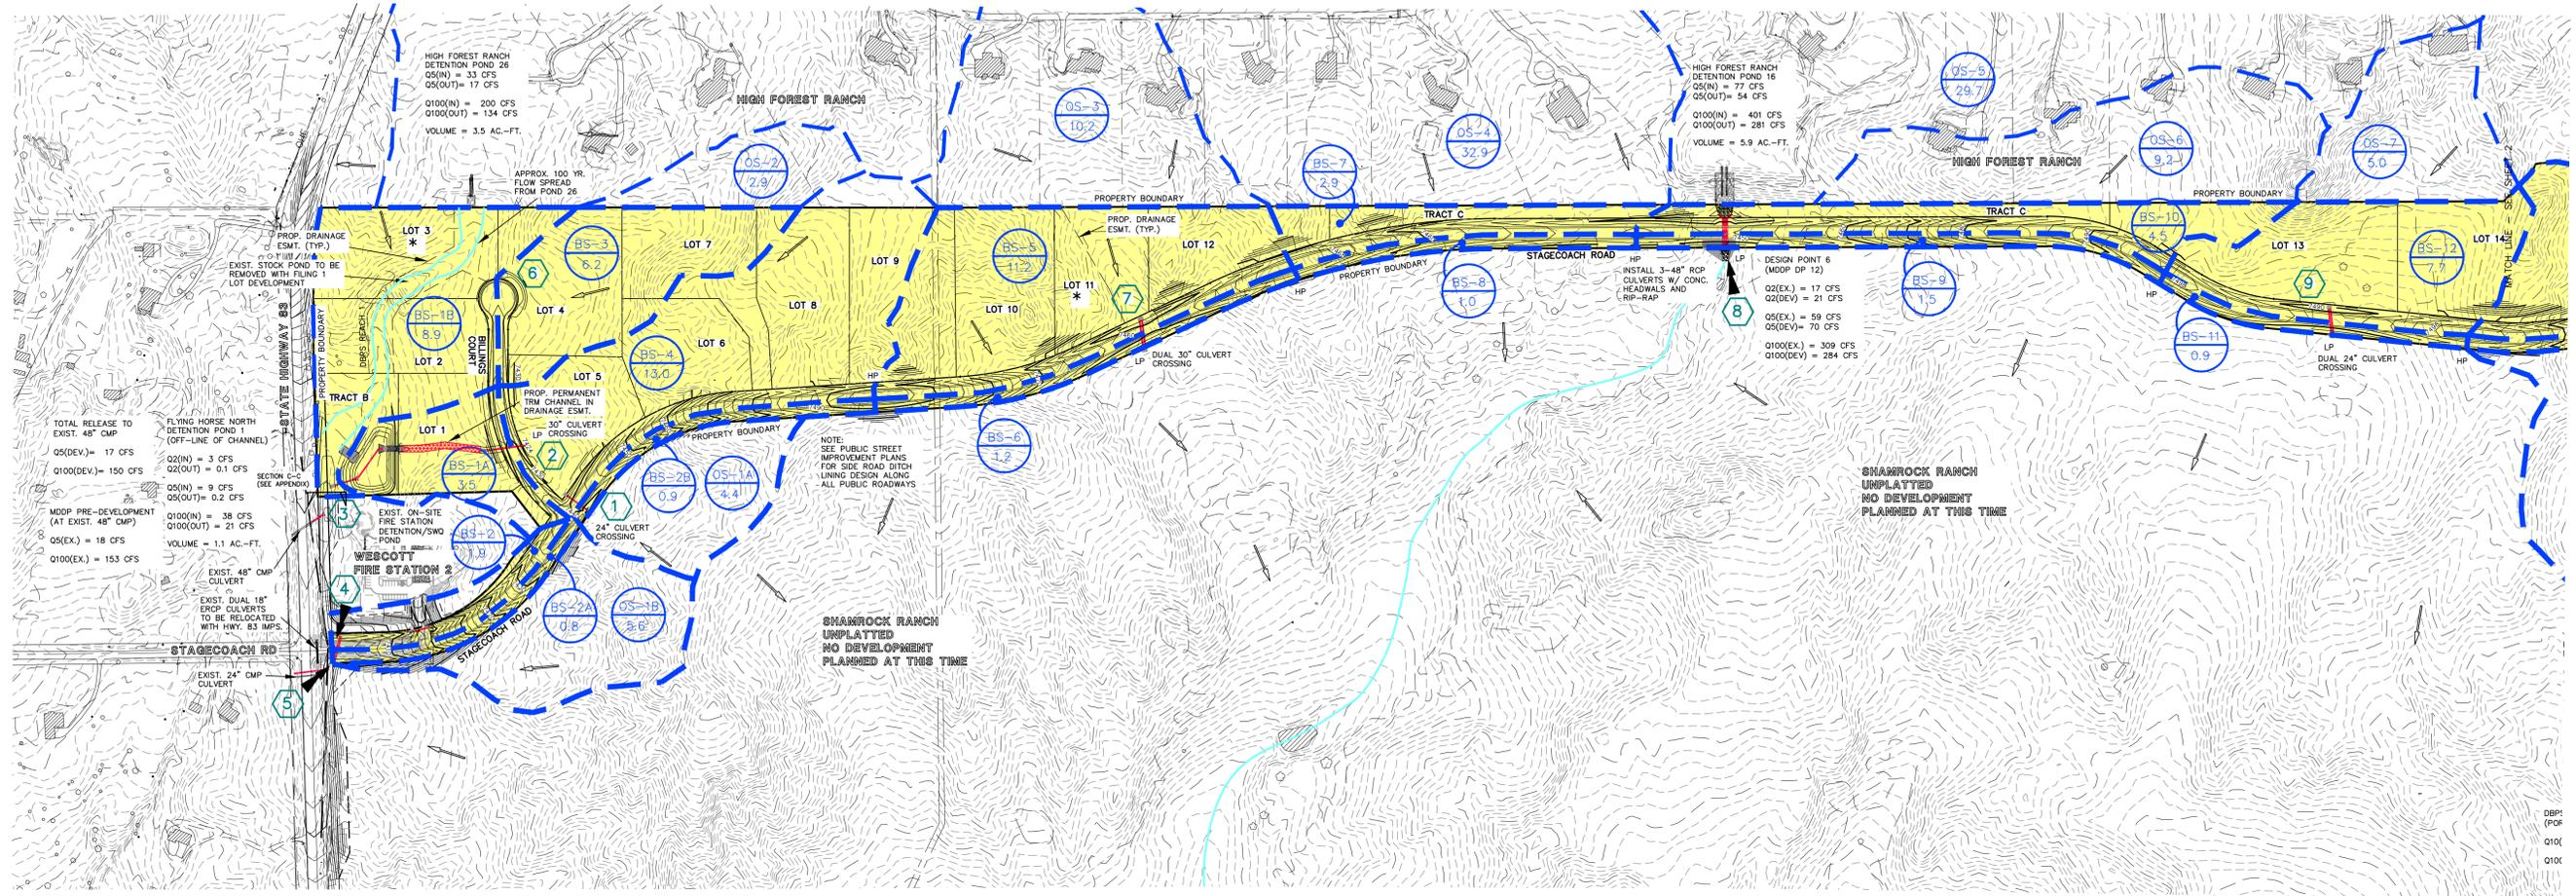 HIGH FOREST RANCH
DETENTION POND 26
Q5(IN) = 33 CFS
Q5(OUT)= 17 CFS
Q100(IN) = 200 CFS
Q100(OUT) = 134 CFS
VOLUME = 3.5 AC.-FT.
HIGH FOREST RANCH
OS-2
2.9
OS-3
10.2
BS-7
2.9
OS-4
32.9
HIGH FOREST RANCH
DETENTION POND 16
Q5(IN) = 77 CFS
Q5(OUT)= 54 CFS
Q100(IN) = 401 CFS
Q100(OUT) = 281 CFS
VOLUME = 5.9 AC.-FT.
OS-5
29.7
HIGH FOREST RANCH
OS-6
9.2
OS-7
5.0
APPROX. 100 YR.
FLOW SPREAD
FROM POND 26
PROPERTY BOUNDARY
PROPERTY BOUNDARY
TRACT C
TRACT C
PROP. DRAINAGE
ESMT. (TYP.)
PROP. DRAINAGE
ESMT. (TYP.)
EXIST. STOCK POND TO BE
REMOVED WITH FILING 1
LOT DEVELOPMENT
LOT 3
*
BS-3
6.2
LOT 7
LOT 9
BS-5
11.2
LOT 12
LOT 11
*
BS-10
4.5
LOT 13
BS-12
7.7
LOT 14
MATCH LINE - SEE SHEET 2
6
LOT 4
LOT 8
LOT 10
7
BS-1B
8.9
LOT 2
DBPS REACH
PROPERTY BOUNDARY
STATE HIGHWAY 83
BILLINGS
COURT
LOT 6
BS-4
13.0
LOT 5
TRACT B
LOT 1
HP
LP
DUAL 30" CULVERT
CROSSING
HP
PROPERTY BOUNDARY
STAGECOACH ROAD
BS-8
1.0
HP
LP
INSTALL 3-48" RCP
CULVERTS W/ CONC.
HEADWALS AND
RIP-RAP
8
DESIGN POINT 6
(MDDP DP 12)
Q2(EX.) = 17 CFS
Q2(DEV) = 21 CFS
Q5(EX.) = 59 CFS
Q5(DEV)= 70 CFS
Q100(EX.) = 309 CFS
Q100(DEV) = 284 CFS
BS-9
1.5
HP
9
BS-11
0.9
LP
DUAL 24" CULVERT
CROSSING
HP
PROP. PERMANENT
TRM CHANNEL IN
DRAINAGE ESMT.
30" CULVERT
CROSSING
LP
2
BS-1A
3.5
PROPERTY BOUNDARY
BS-2B
0.9
OS-1A
4.4
BS-6
1.2
NOTE:
SEE PUBLIC STREET
IMPROVEMENT PLANS
FOR SIDE ROAD DITCH
LINING DESIGN ALONG
ALL PUBLIC ROADWAYS
TOTAL RELEASE TO
EXIST. 48" CMP
Q5(DEV.)= 17 CFS
Q100(DEV.)= 150 CFS
MDDP PRE-DEVELOPMENT
(AT EXIST. 48" CMP)
Q5(EX.) = 18 CFS
Q100(EX.) = 153 CFS
FLYING HORSE NORTH
DETENTION POND 1
(OFF-LINE OF CHANNEL)
Q2(IN) = 3 CFS
Q2(OUT) = 0.1 CFS
Q5(IN) = 9 CFS
Q5(OUT)= 0.2 CFS
Q100(IN) = 38 CFS
Q100(OUT) = 21 CFS
VOLUME = 1.1 AC.-FT.
SECTION C-C
(SEE APPENDIX)
3
EXIST. ON-SITE
FIRE STATION
DETENTION/SWQ
POND
BS-2
1.9
1
24" CULVERT
CROSSING
WESCOTT
FIRE STATION 2
EXIST. 48" CMP
CULVERT
4
EXIST. DUAL 18"
ERCP CULVERTS
TO BE RELOCATED
WITH HWY. 83 IMPS.
BS-2A
0.8
OS-1B
5.6
STAGECOACH RD
STAGECOACH ROAD
EXIST. 24" CMP
CULVERT
5
SHAMROCK RANCH
UNPLATTED
NO DEVELOPMENT
PLANNED AT THIS TIME
SHAMROCK RANCH
UNPLATTED
NO DEVELOPMENT
PLANNED AT THIS TIME